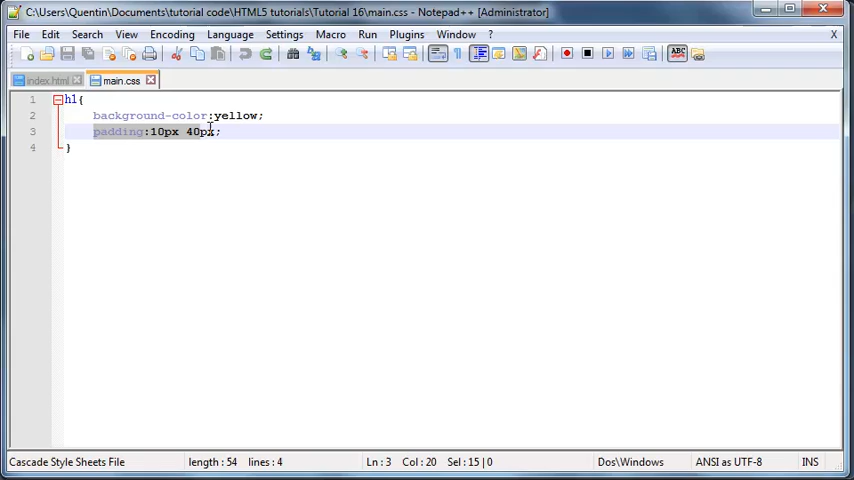 C:\Users\Quentin\Documents\tutorial code\HTML5 tutorials\Tutorial 16\main.css - Notepad++ [Administrator]
File Edit Search View Encoding Language Settings Macro Run Plugins Window ? X
index.html main.css
1 h1{
2 background-color:yellow;
3 padding:10px 40px;
4 }
Cascade Style Sheets File length : 54 lines : 4 Ln : 3 Col : 20 Sel : 15 | 0 Dos\Windows ANSI as UTF-8 INS